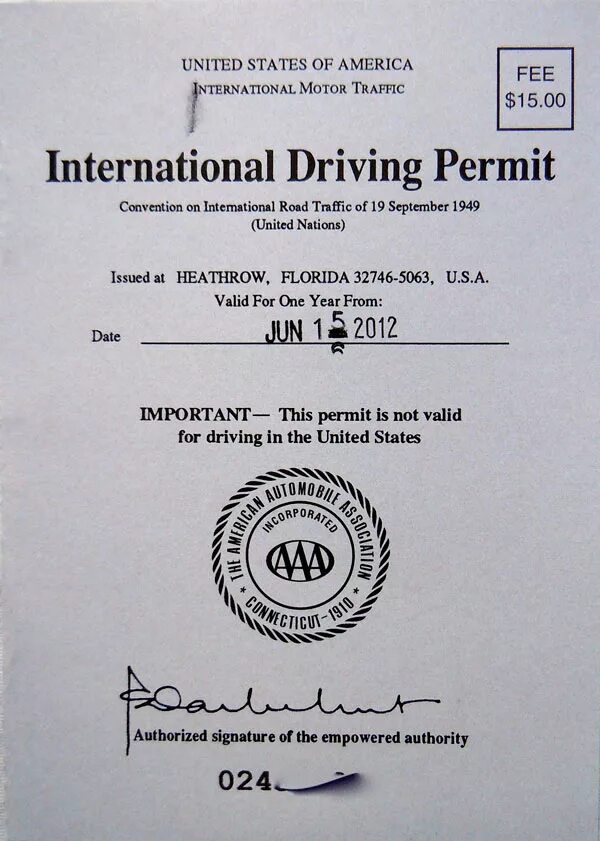 UNITED STATES OF AMERICA
INTERNATIONAL MOTOR TRAFFIC
FEE
$15.00
International Driving Permit
Convention on International Road Traffic of 19 September 1949
(United Nations)
Issued at HEATHROW, FLORIDA 32746-5063, U.S.A.
Valid For One Year From:
Date JUN 15 2012
IMPORTANT— This permit is not valid
for driving in the United States
THE AMERICAN AUTOMOBILE ASSOCIATION
INCORPORATED
AAA
★ CONNECTICUT-1910 ★
Authorized signature of the empowered authority
024